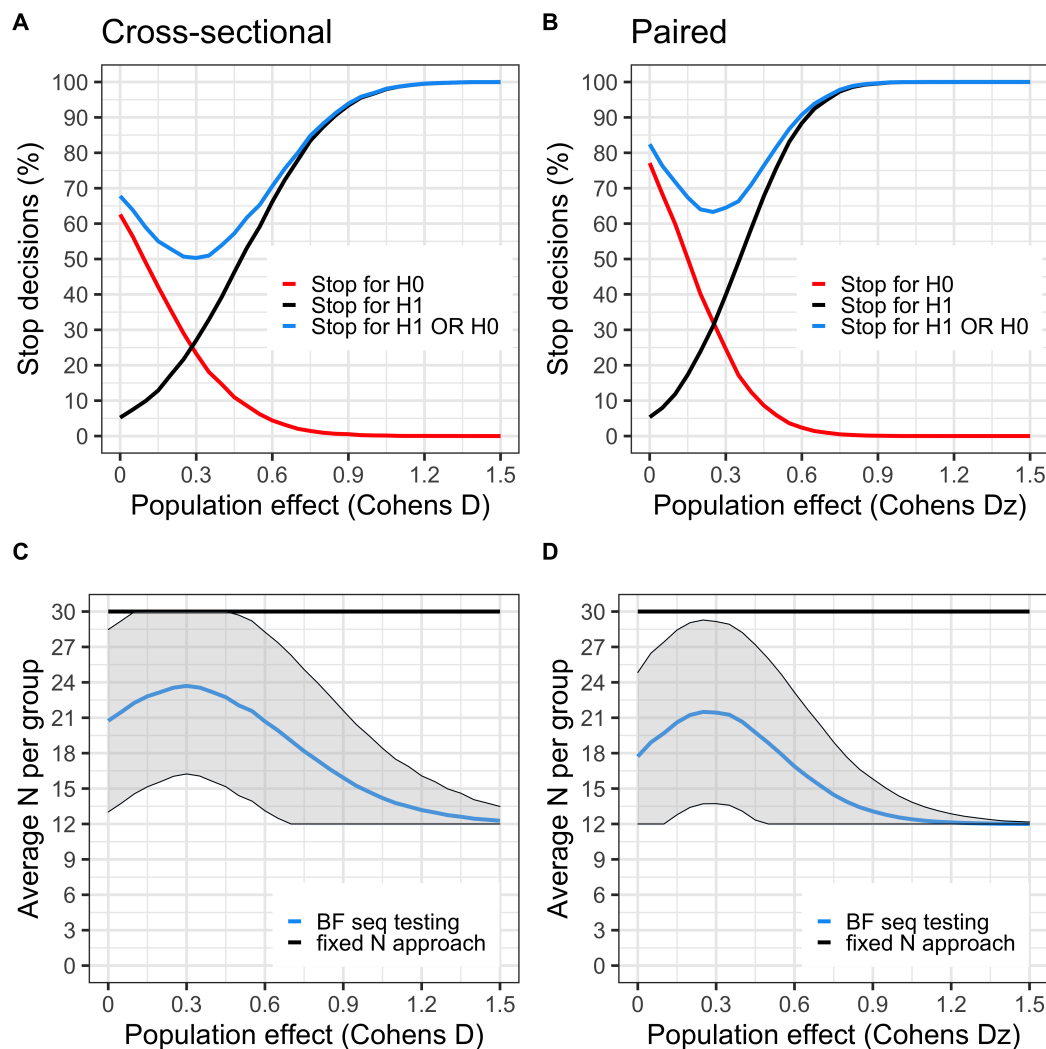 A
Cross-sectional
Stop decisions (%)
100
90
80
70
60
50
40
30
20
10
0
Stop for H0
Stop for H1
Stop for H1 OR H0
0 0.3 0.6 0.9 1.2 1.5
Population effect (Cohens D)
B
Paired
Stop decisions (%)
100
90
80
70
60
50
40
30
20
10
0
Stop for H0
Stop for H1
Stop for H1 OR H0
0 0.3 0.6 0.9 1.2 1.5
Population effect (Cohens Dz)
C
Average N per group
30
27
24
21
18
15
12
9
6
3
0
BF seq testing
fixed N approach
0 0.3 0.6 0.9 1.2 1.5
Population effect (Cohens D)
D
Average N per group
30
27
24
21
18
15
12
9
6
3
0
BF seq testing
fixed N approach
0 0.3 0.6 0.9 1.2 1.5
Population effect (Cohens Dz)